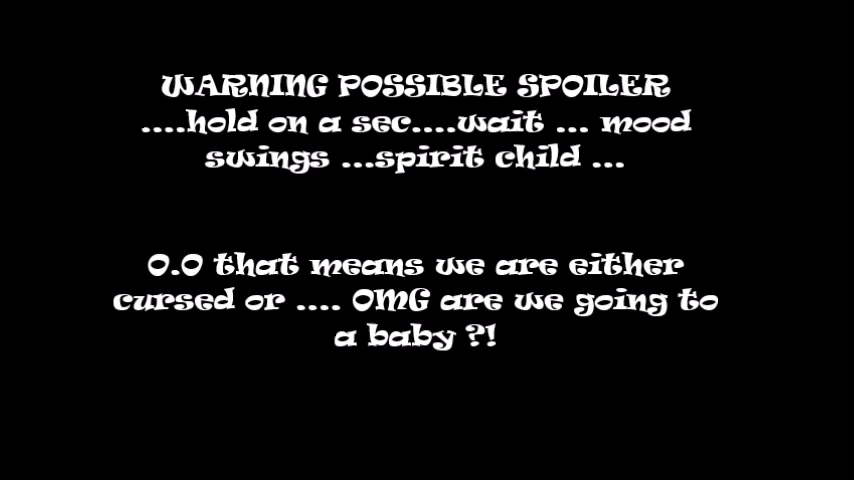 WARNING POSSIBLE SPOILER
....hold on a sec....wait ... mood
swings ...spirit child ...
0.0 that means we are either
cursed or .... OMG are we going to
a baby ?!